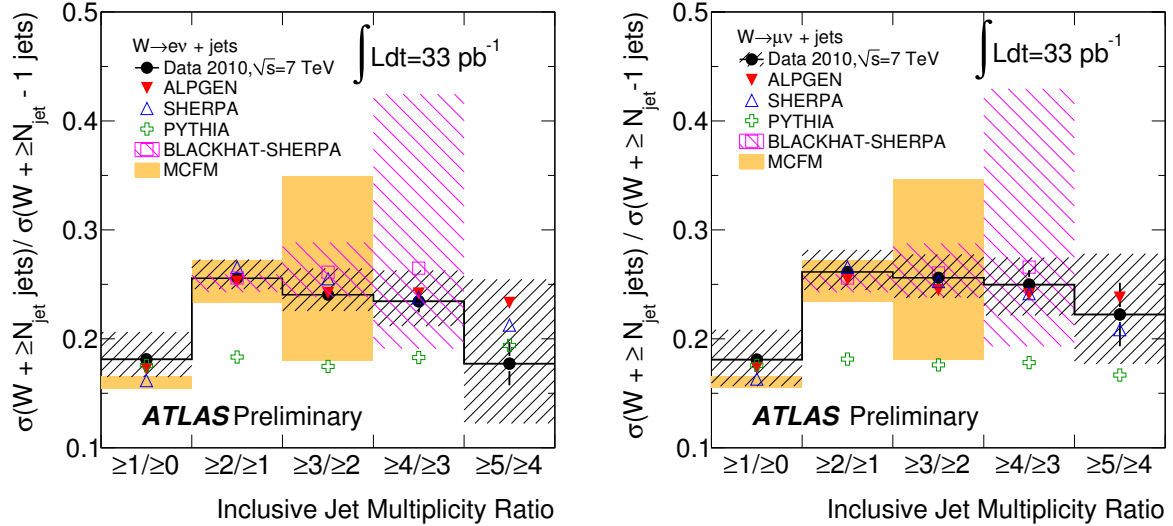 σ(W + ≥N_jet jets)/ σ(W + ≥N_jet - 1 jets)
0.5
0.4
0.3
0.2
0.1
W→eν + jets
∫ Ldt=33 pb⁻¹
Data 2010,√s=7 TeV
ALPGEN
SHERPA
PYTHIA
BLACKHAT-SHERPA
MCFM
ATLAS Preliminary
≥1/≥0 ≥2/≥1 ≥3/≥2 ≥4/≥3 ≥5/≥4
Inclusive Jet Multiplicity Ratio
σ(W + ≥ N_jet jets) / σ(W + ≥ N_jet - 1 jets)
0.5
0.4
0.3
0.2
0.1
W→μν + jets
∫ Ldt=33 pb⁻¹
Data 2010,√s=7 TeV
ALPGEN
SHERPA
PYTHIA
BLACKHAT-SHERPA
MCFM
ATLAS Preliminary
≥1/≥0 ≥2/≥1 ≥3/≥2 ≥4/≥3 ≥5/≥4
Inclusive Jet Multiplicity Ratio